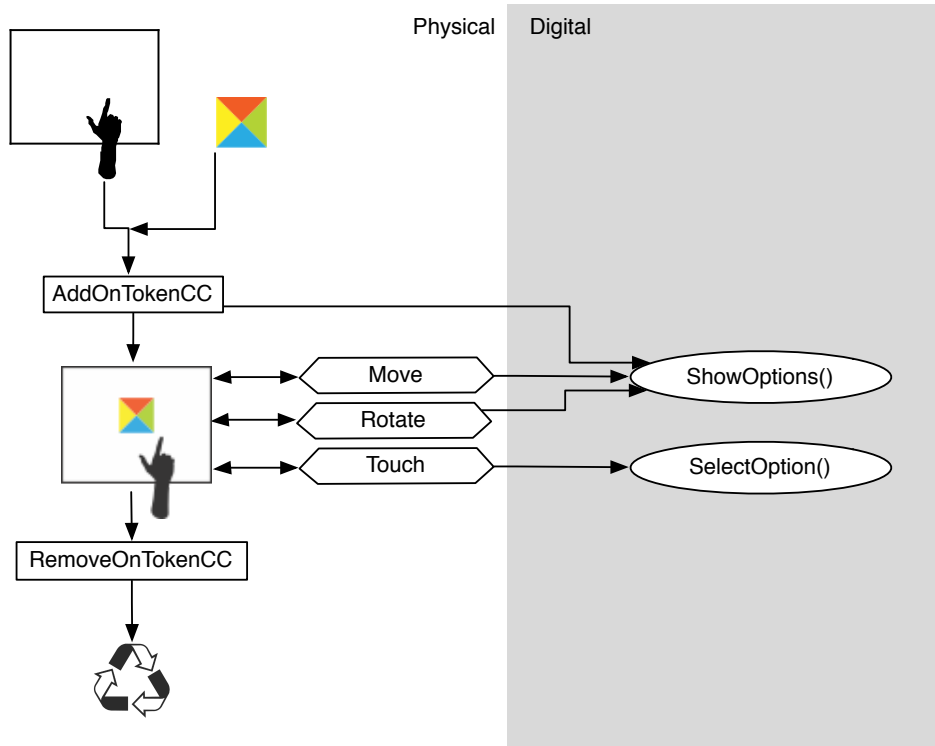 Physical
Digital
AddOnTokenCC
Move
ShowOptions()
Rotate
Touch
SelectOption()
RemoveOnTokenCC